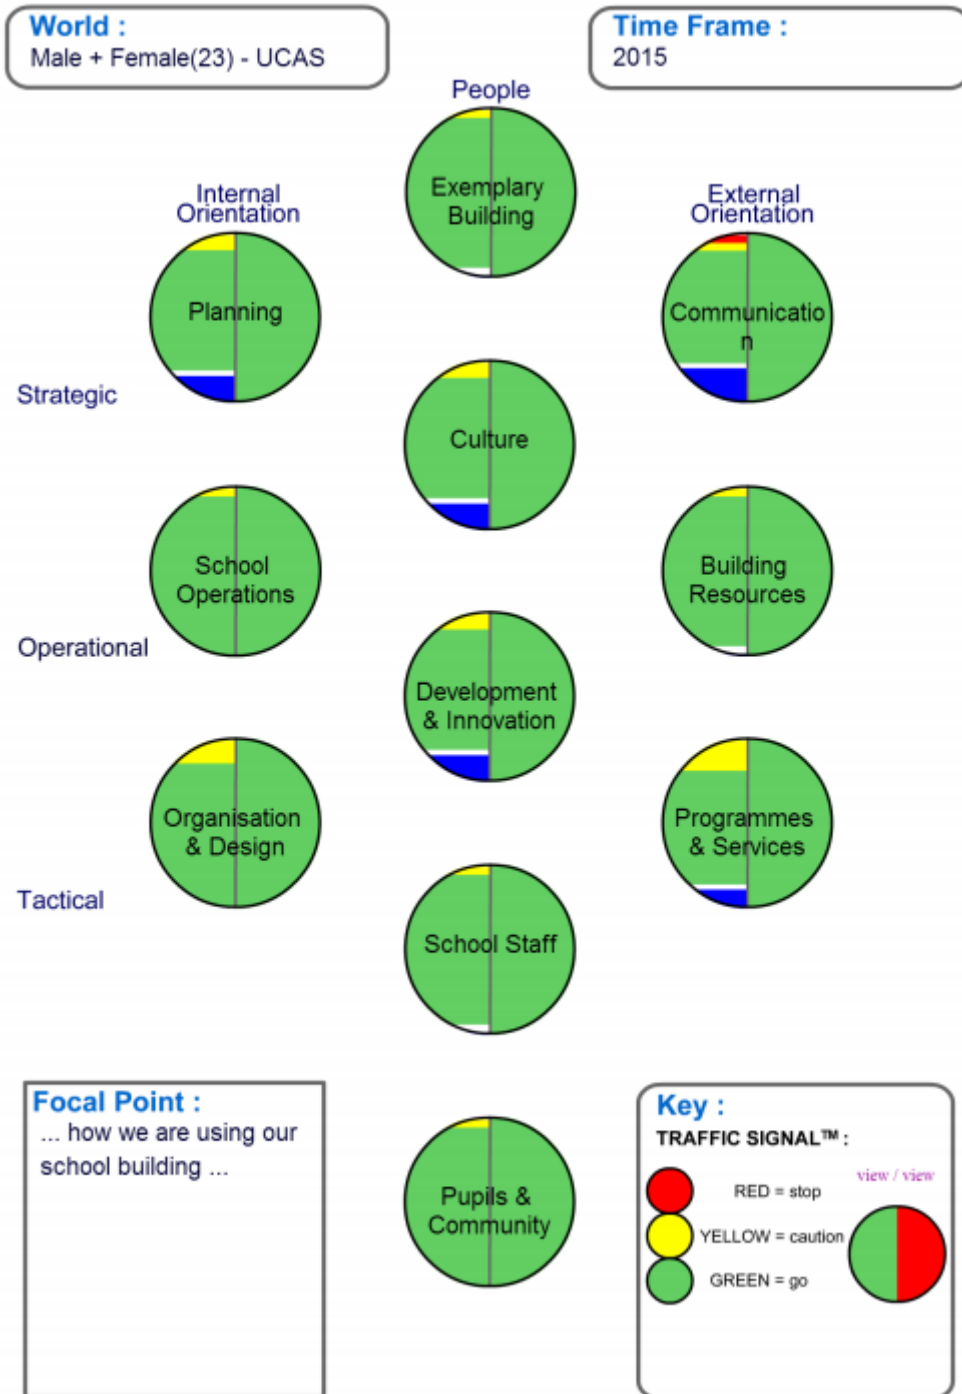 World :
Male + Female(23) - UCAS
Time Frame :
2015
People
Exemplary
Building
Internal
Orientation
External
Orientation
Planning
Communicatio
n
Strategic
Culture
School
Operations
Building
Resources
Operational
Development
& Innovation
Organisation
& Design
Programmes
& Services
Tactical
School Staff
Focal Point :
... how we are using our
school building ...
Pupils &
Community
Key :
TRAFFIC SIGNAL™ :
view / view
RED = stop
YELLOW = caution
GREEN = go